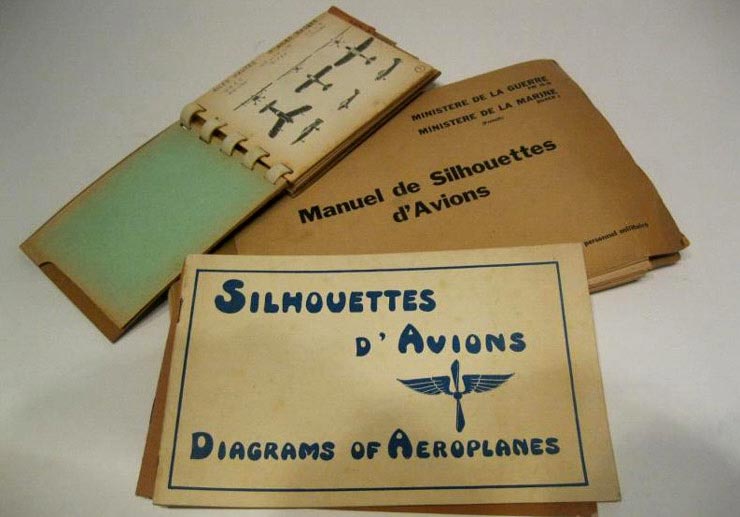 MINISTERE DE LA GUERRE
MINISTERE DE LA MARINE
Manuel de Silhouettes
d'Avions
personnel militaire
SILHOUETTES
D'AVIONS
DIAGRAMS OF AEROPLANES